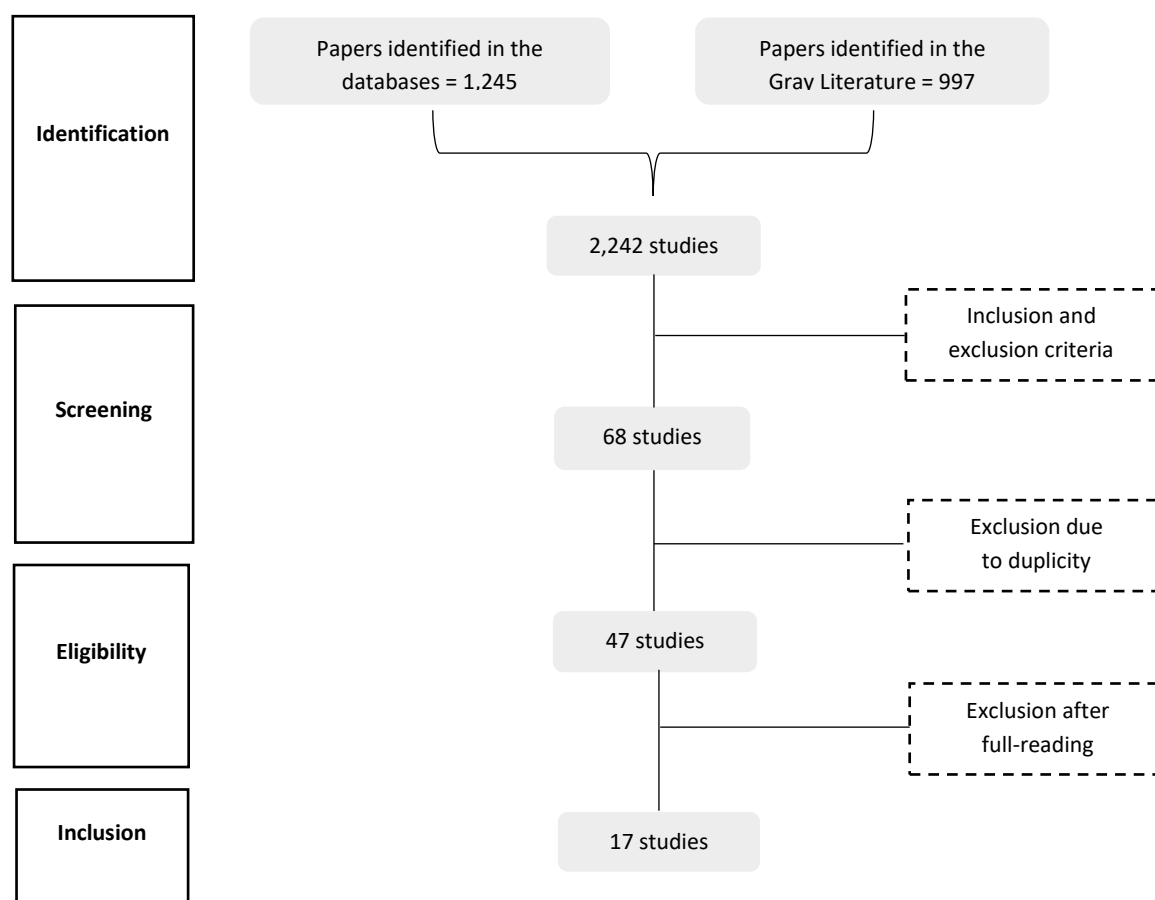 Papers identified in the
databases = 1,245
Papers identified in the
Gray Literature = 997
Identification
2,242 studies
Inclusion and
exclusion criteria
Screening
68 studies
Exclusion due
to duplicity
47 studies
Eligibility
Exclusion after
full-reading
Inclusion
17 studies